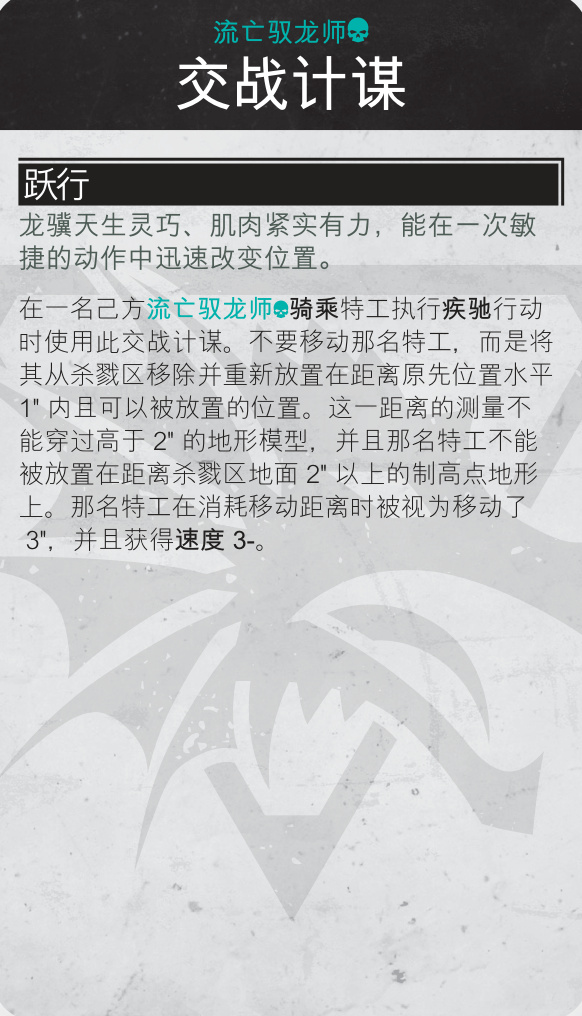 流亡驭龙师
交战计谋
跃行
龙骥天生灵巧、肌肉紧实有力，能在一次敏
捷的动作中迅速改变位置。
在一名己方流亡驭龙师骑乘特工执行疾驰行动
时使用此交战计谋。不要移动那名特工，而是将
其从杀戮区移除并重新放置在距离原先位置水平
1" 内且可以被放置的位置。这一距离的测量不
能穿过高于 2" 的地形模型，并且那名特工不能
被放置在距离杀戮区地面 2" 以上的制高点地形
上。那名特工在消耗移动距离时被视为移动了
3"，并且获得速度 3-。